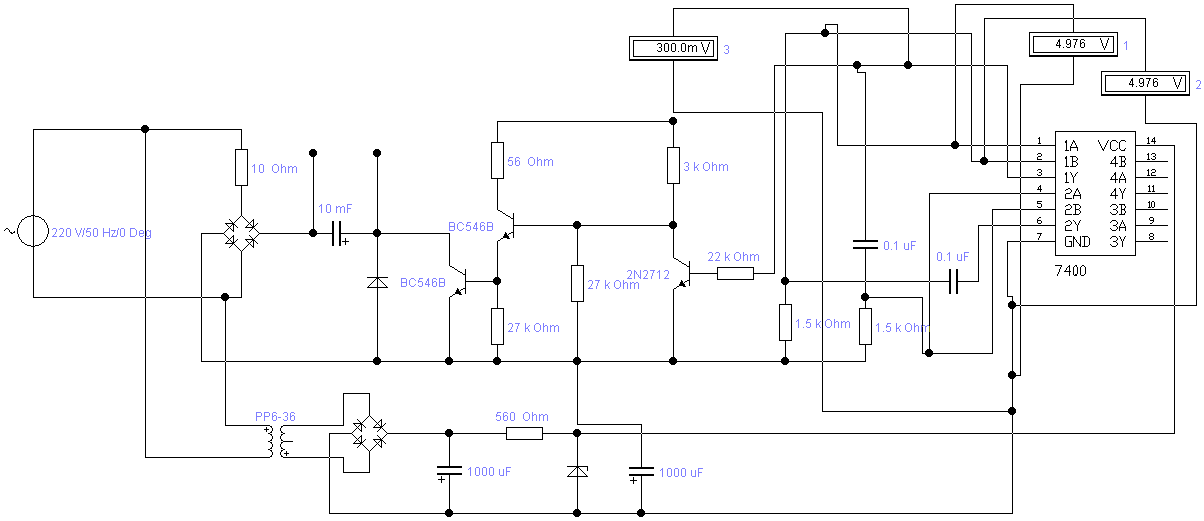 300.0m V
3
4.976 V
1
4.976 V
2
10 Ohm
56 Ohm
3 k Ohm
1 1A VCC 14
2 1B 4B 13
3 1Y 4A 12
4 2A 4Y 11
5 2B 3B 10
6 2Y 3A 9
7 GND 3Y 8
7400
220 V/50 Hz/0 Deg
10 mF
BC546B
0.1 uF
0.1 uF
22 k Ohm
2N2712
BC546B
27 k Ohm
27 k Ohm
1.5 k Ohm
1.5 k Ohm
PP6-36
560 Ohm
1000 uF
1000 uF